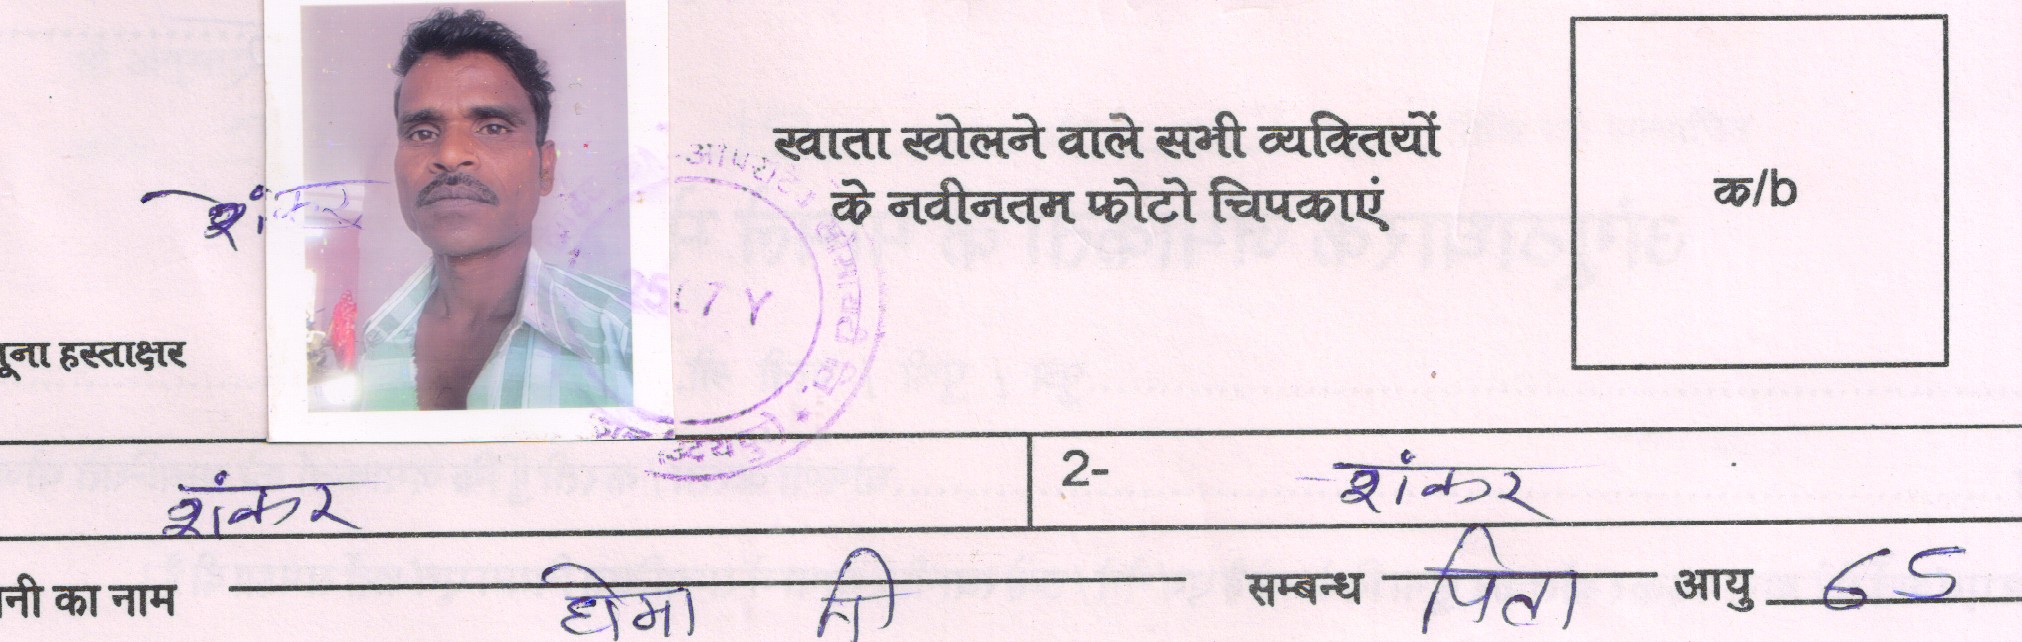 खाता खोलने वाले सभी व्यक्तियों
के नवीनतम फोटो चिपकाएं
क/b
शंकर
हस्ताक्षर
शंकर
2- शंकर
का नाम सम्बन्ध पिता आयु 65